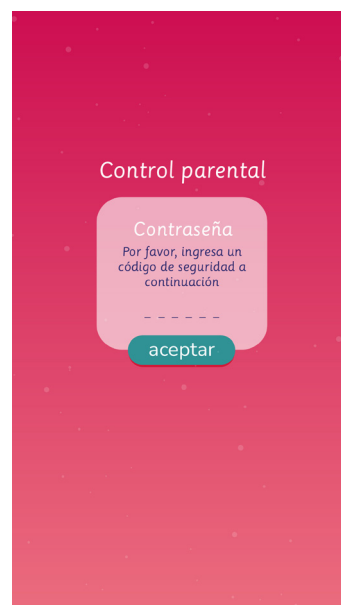 Control parental
Contraseña
Por favor, ingresa un
código de seguridad a
continuación
_ _ _ _ _ _
aceptar